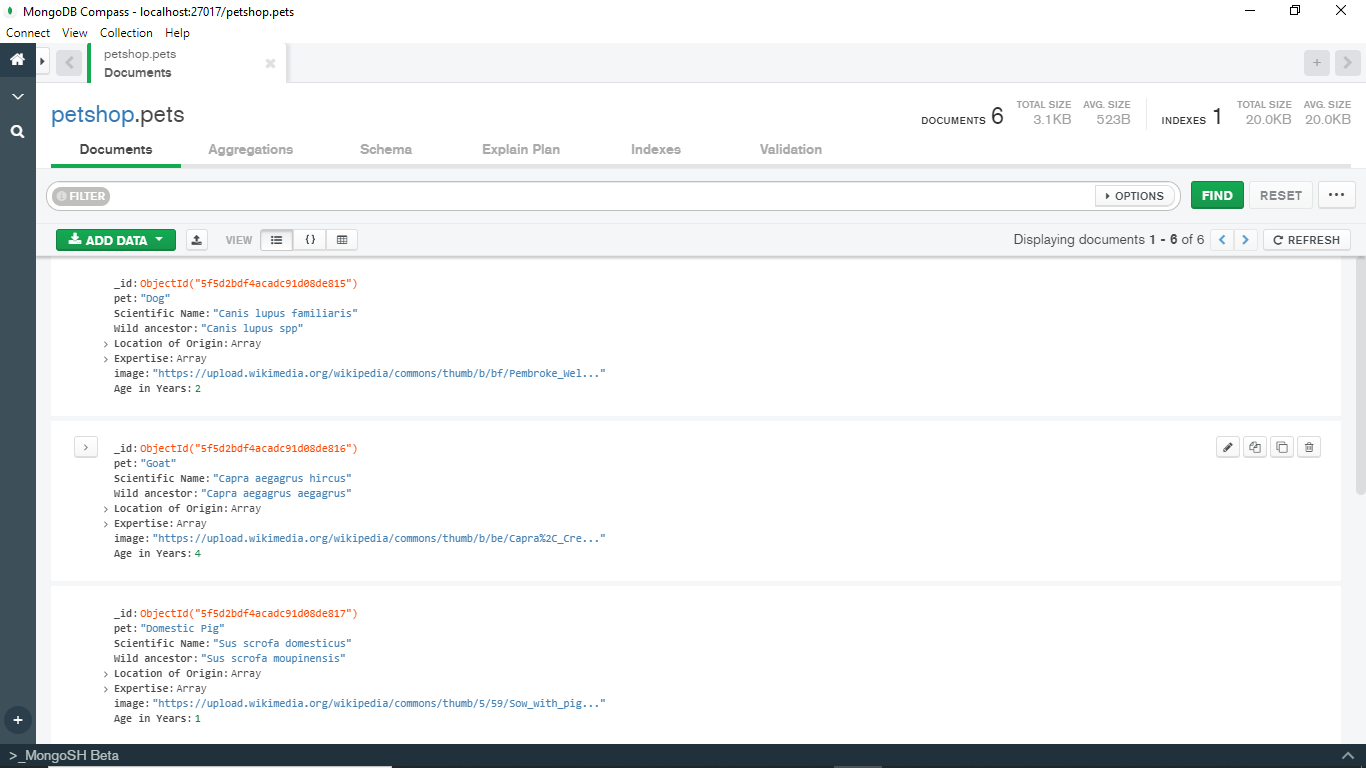 MongoDB Compass - localhost:27017/petshop.pets
Connect View Collection Help
petshop.pets
Documents
petshop.pets
DOCUMENTS 6 TOTAL SIZE 3.1KB AVG. SIZE 523B INDEXES 1 TOTAL SIZE 20.0KB AVG. SIZE 20.0KB
Documents Aggregations Schema Explain Plan Indexes Validation
FILTER OPTIONS FIND RESET ...
ADD DATA VIEW {} Displaying documents 1 - 6 of 6 < > REFRESH
_id: ObjectId("5f5d2bdf4acadc91d08de815")
pet: "Dog"
Scientific Name: "Canis lupus familiaris"
Wild ancestor: "Canis lupus spp"
> Location of Origin: Array
> Expertise: Array
image: "https://upload.wikimedia.org/wikipedia/commons/thumb/b/bf/Pembroke_Wel..."
Age in Years: 2
_id: ObjectId("5f5d2bdf4acadc91d08de816")
pet: "Goat"
Scientific Name: "Capra aegagrus hircus"
Wild ancestor: "Capra aegagrus aegagrus"
> Location of Origin: Array
> Expertise: Array
image: "https://upload.wikimedia.org/wikipedia/commons/thumb/b/be/Capra%2C_Cre..."
Age in Years: 4
_id: ObjectId("5f5d2bdf4acadc91d08de817")
pet: "Domestic Pig"
Scientific Name: "Sus scrofa domesticus"
Wild ancestor: "Sus scrofa moupinensis"
> Location of Origin: Array
> Expertise: Array
image: "https://upload.wikimedia.org/wikipedia/commons/thumb/5/59/Sow_with_pig..."
Age in Years: 1
>_MongoSH Beta